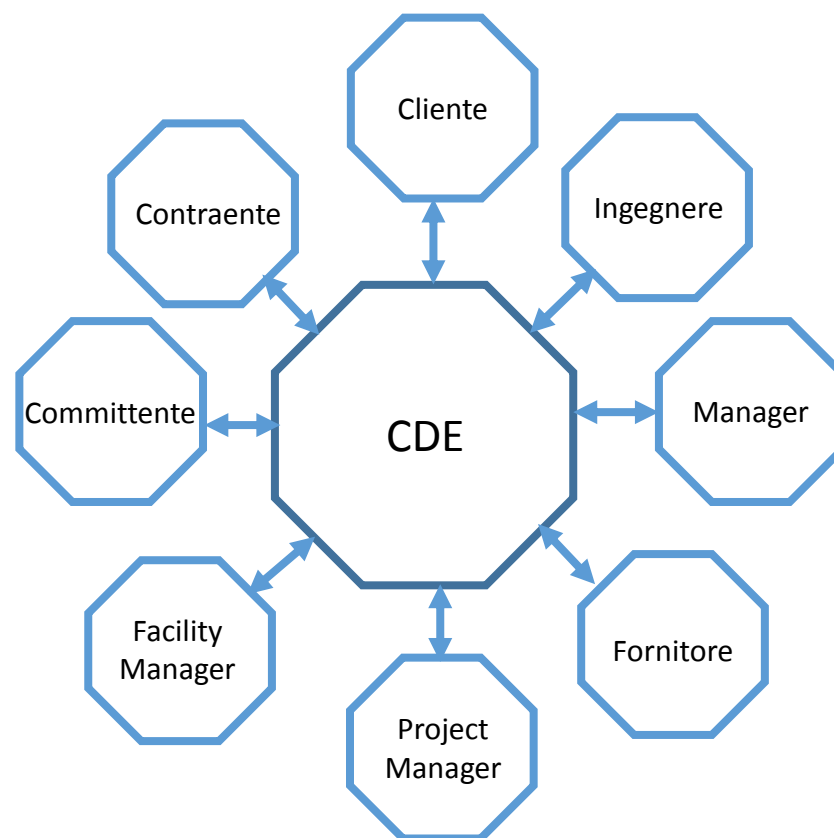 Cliente
Contraente
Ingegnere
Committente
CDE
Manager
Facility
Manager
Fornitore
Project
Manager